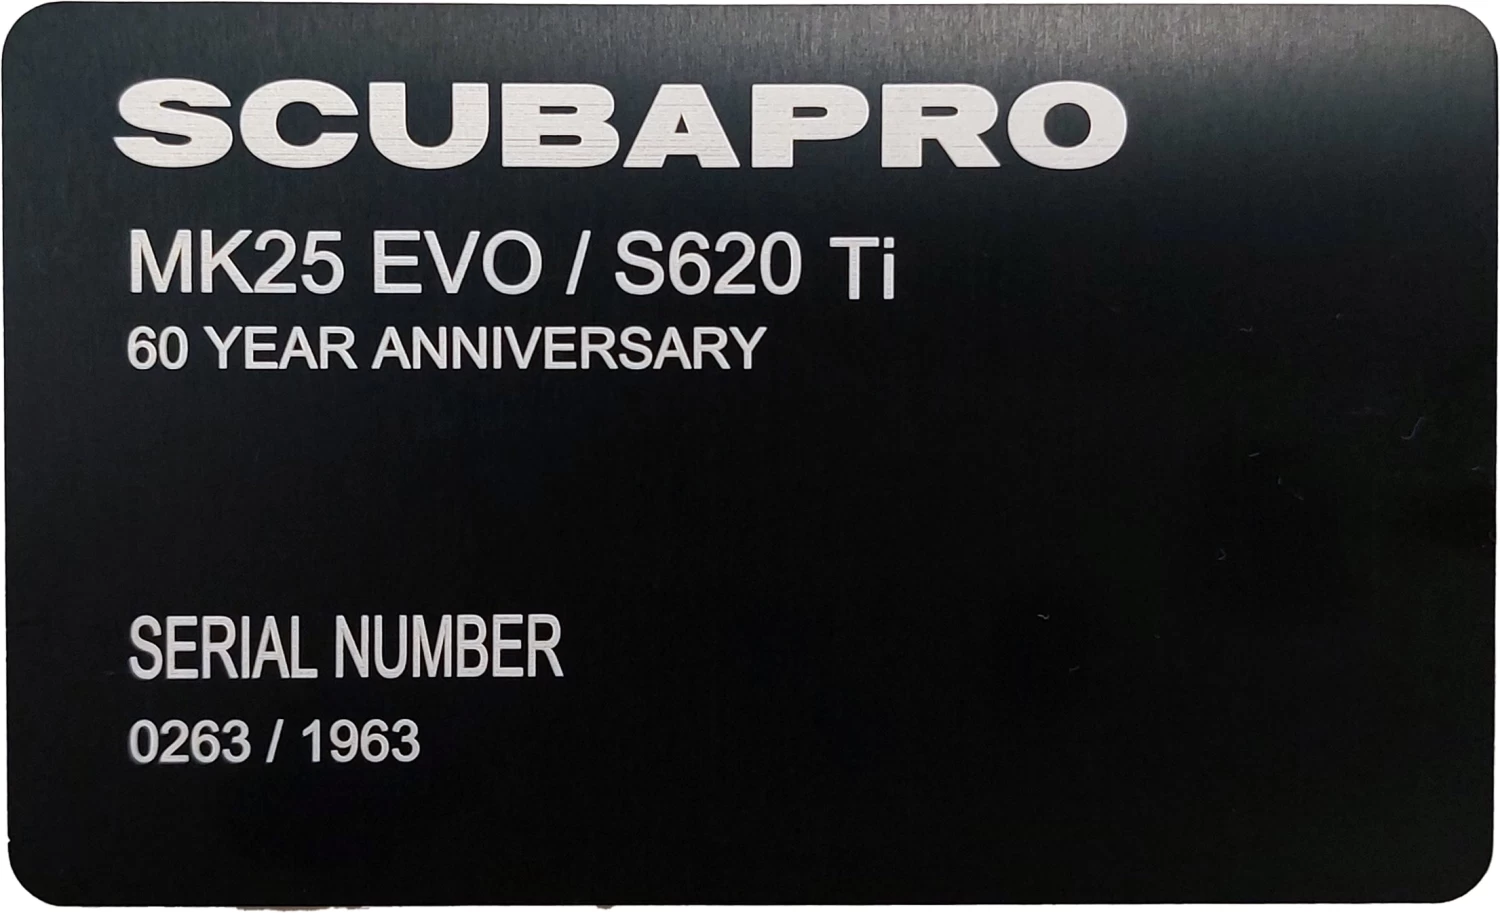 SCUBAPRO
MK25 EVO / S620 Ti
60 YEAR ANNIVERSARY
SERIAL NUMBER
0263 / 1963